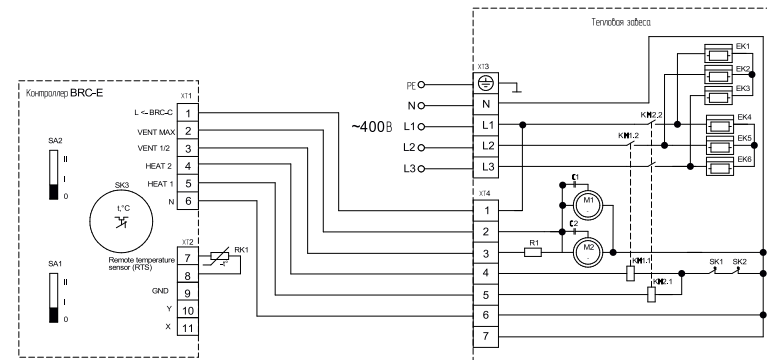 Тепловая завеса
Контроллер BRC-E
XT1
L <- BRC-C 1
VENT MAX 2
VENT 1/2 3
HEAT 2 4
HEAT 1 5
N 6
SA2
II
I
0
SK3
t,°C
XT2
Remote temperature
sensor (RTS)
7
8
GND 9
Y 10
X 11
RK1
-t°
SA1
II
I
0
~400В
PE
N
L1
L2
L3
XT3
N
L1
L2
L3
XT4
1
2
3
4
5
6
7
KM2.2
KM1.2
EK1
EK2
EK3
EK4
EK5
EK6
C1
M1
C2
M2
R1
KM1.1
KM2.1
SK1
SK2